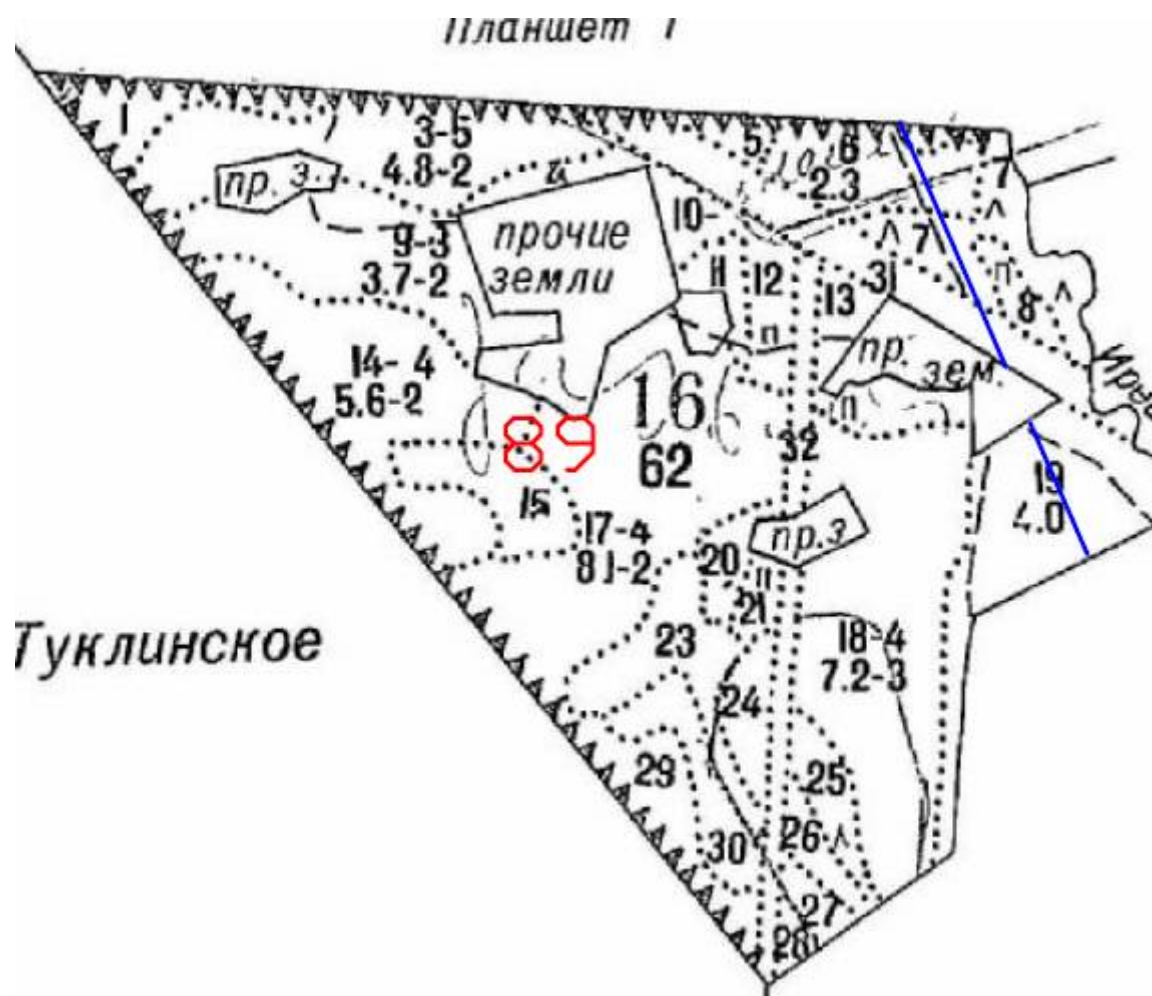 Планшет 1
1
3-5
4.8-2
5
6
2.3
7
пр. з.
10-
7
л
л
9-3
3.7-2
прочие
земли
11
12
13
31
п
8
л
14-4
5.6-2
п
пр.
зем.
16
62
89
п
32
19
4.0
15
17-4
8.1-2
пр.з
20
21
23
18-4
7.2-3
Туклинское
24
29
25
26
л
30
27
28